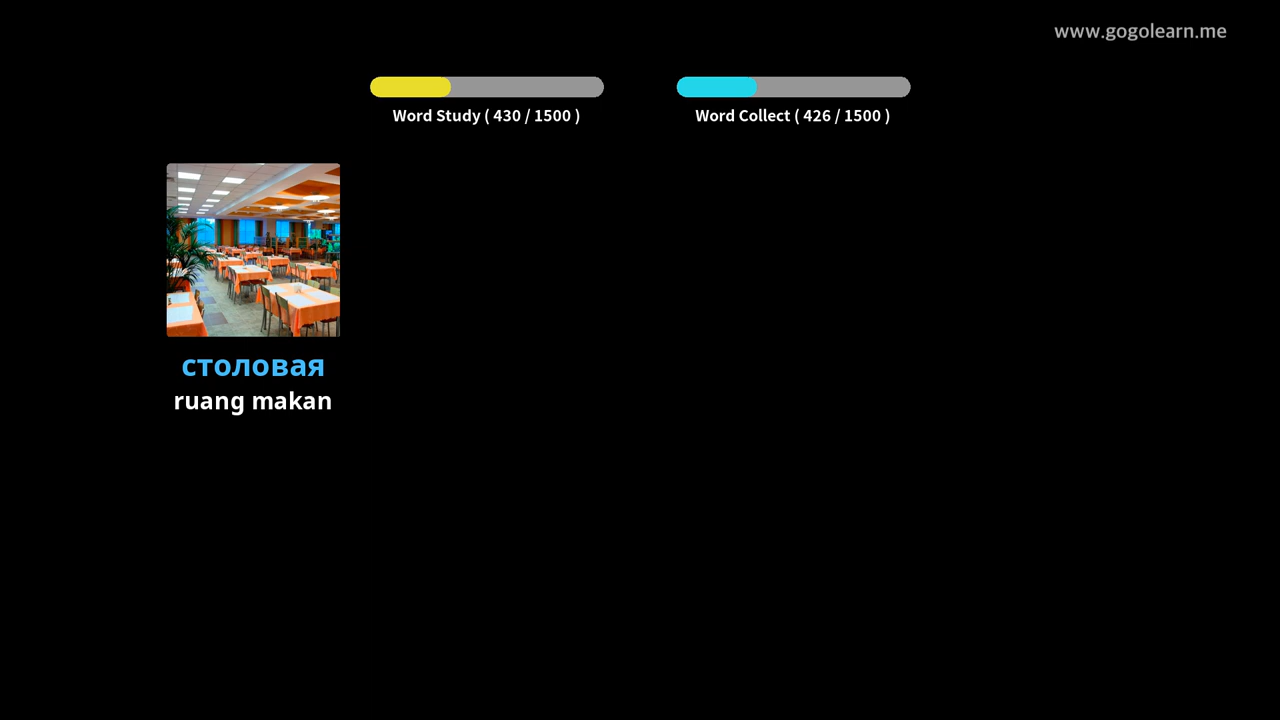 www.gogolearn.me
Word Study ( 430 / 1500 )
Word Collect ( 426 / 1500 )
столовая
ruang makan